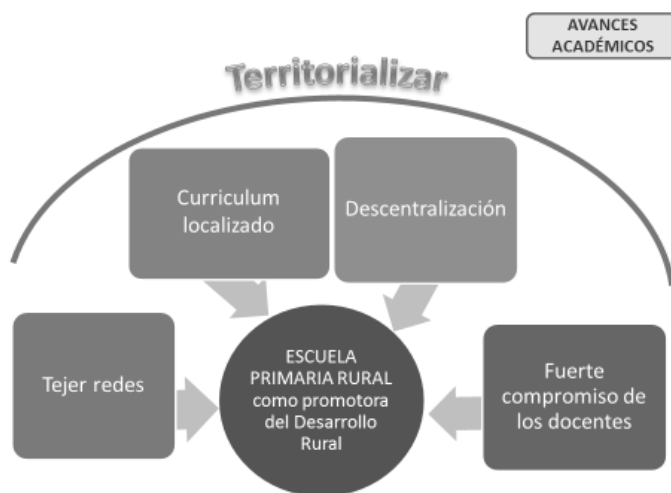 AVANCES
ACADÉMICOS
Territorializar
Curriculum
localizado
Descentralización
Tejer redes
ESCUELA
PRIMARIA RURAL
como promotora
del Desarrollo
Rural
Fuerte
compromiso de
los docentes